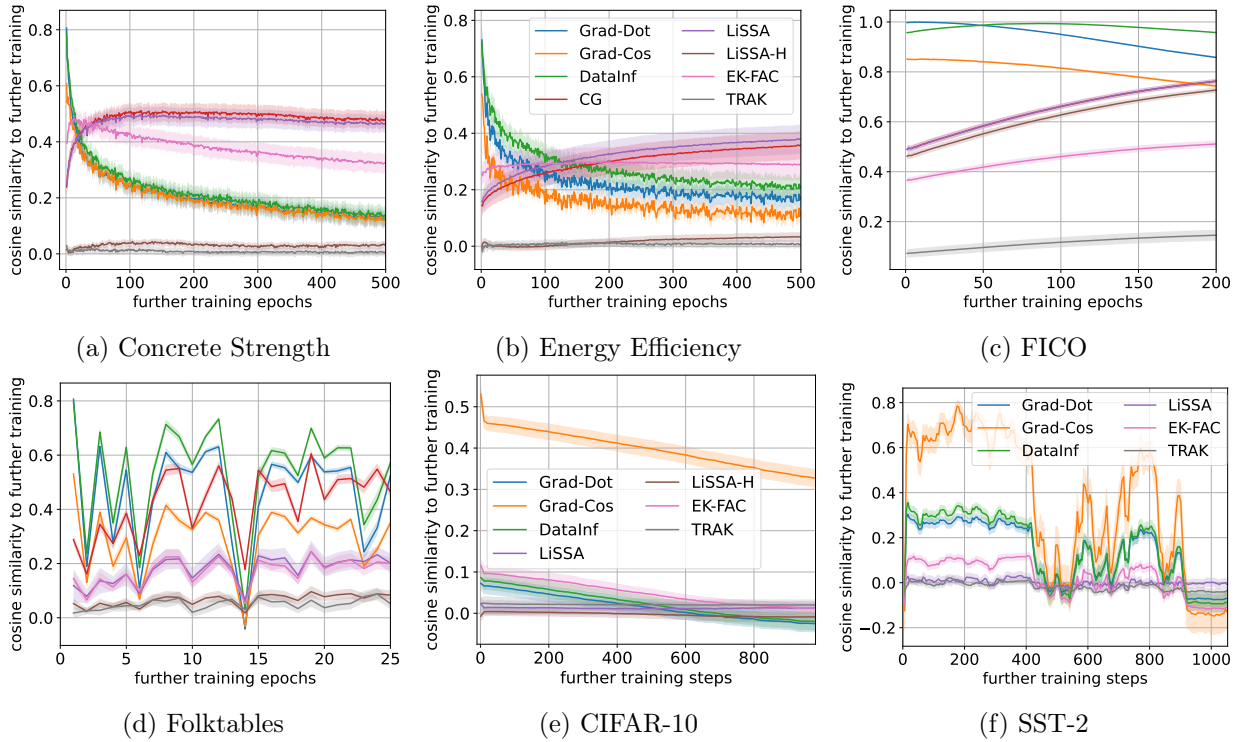 cosine similarity to further training
0.8
0.6
0.4
0.2
0.0
0 100 200 300 400 500
further training epochs
(a) Concrete Strength
cosine similarity to further training
0.8
0.6
0.4
0.2
0.0
Grad-Dot
Grad-Cos
DataInf
CG
LiSSA
LiSSA-H
EK-FAC
TRAK
0 100 200 300 400 500
further training epochs
(b) Energy Efficiency
cosine similarity to further training
1.0
0.8
0.6
0.4
0.2
0 50 100 150 200
further training epochs
(c) FICO
cosine similarity to further training
0.8
0.6
0.4
0.2
0.0
0 5 10 15 20 25
further training epochs
(d) Folktables
cosine similarity to further training
0.5
0.4
0.3
0.2
0.1
0.0
Grad-Dot
Grad-Cos
DataInf
LiSSA
LiSSA-H
EK-FAC
TRAK
0 200 400 600 800
further training steps
(e) CIFAR-10
cosine similarity to further training
0.8
0.6
0.4
0.2
0.0
−0.2
Grad-Dot
Grad-Cos
DataInf
LiSSA
EK-FAC
TRAK
0 200 400 600 800 1000
further training steps
(f) SST-2